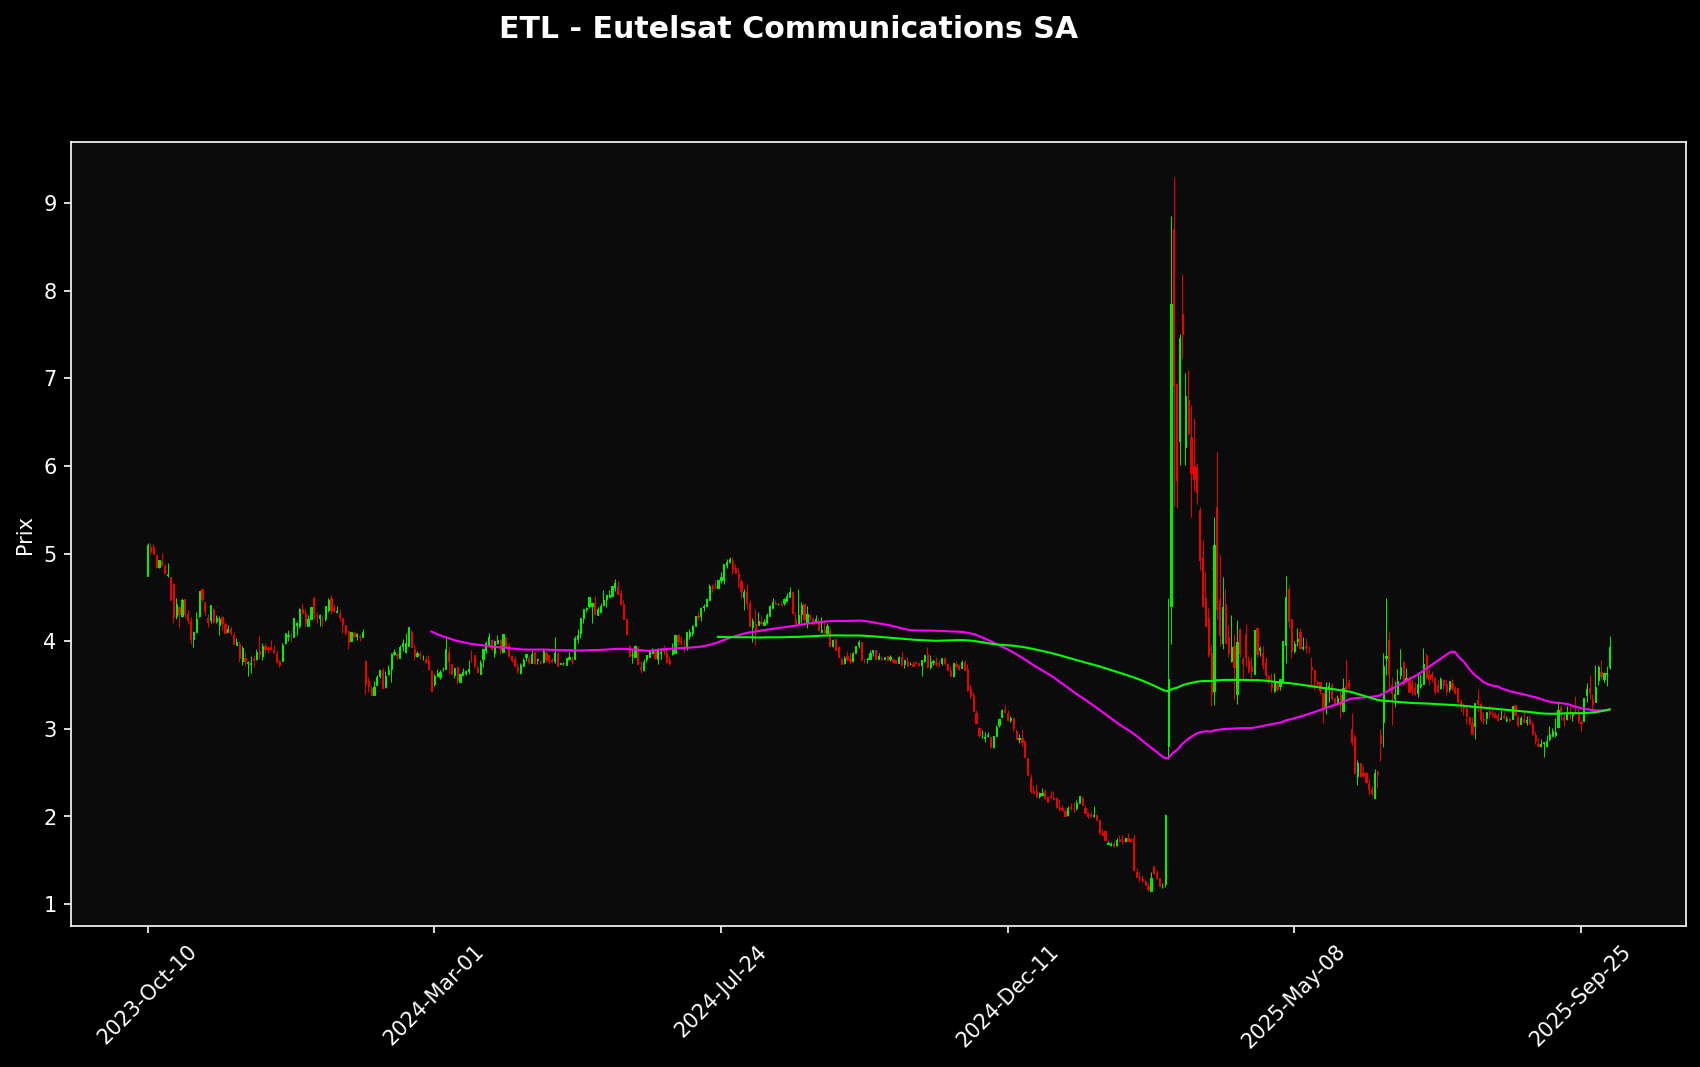 ETL - Eutelsat Communications SA
Prix
9
8
7
6
5
4
3
2
1
2023-Oct-10
2024-Mar-01
2024-Jul-24
2024-Dec-11
2025-May-08
2025-Sep-25